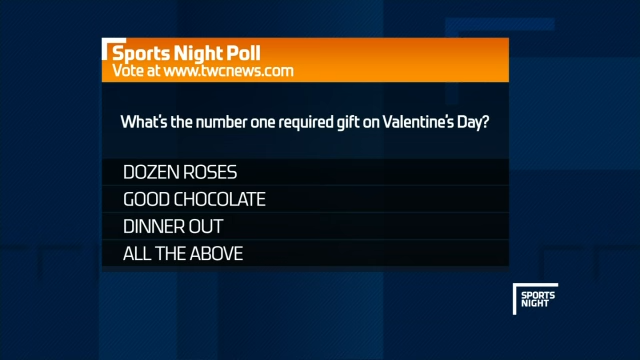 Sports Night Poll
Vote at www.twcnews.com
What's the number one required gift on Valentine's Day?
DOZEN ROSES
GOOD CHOCOLATE
DINNER OUT
ALL THE ABOVE
SPORTS
NIGHT